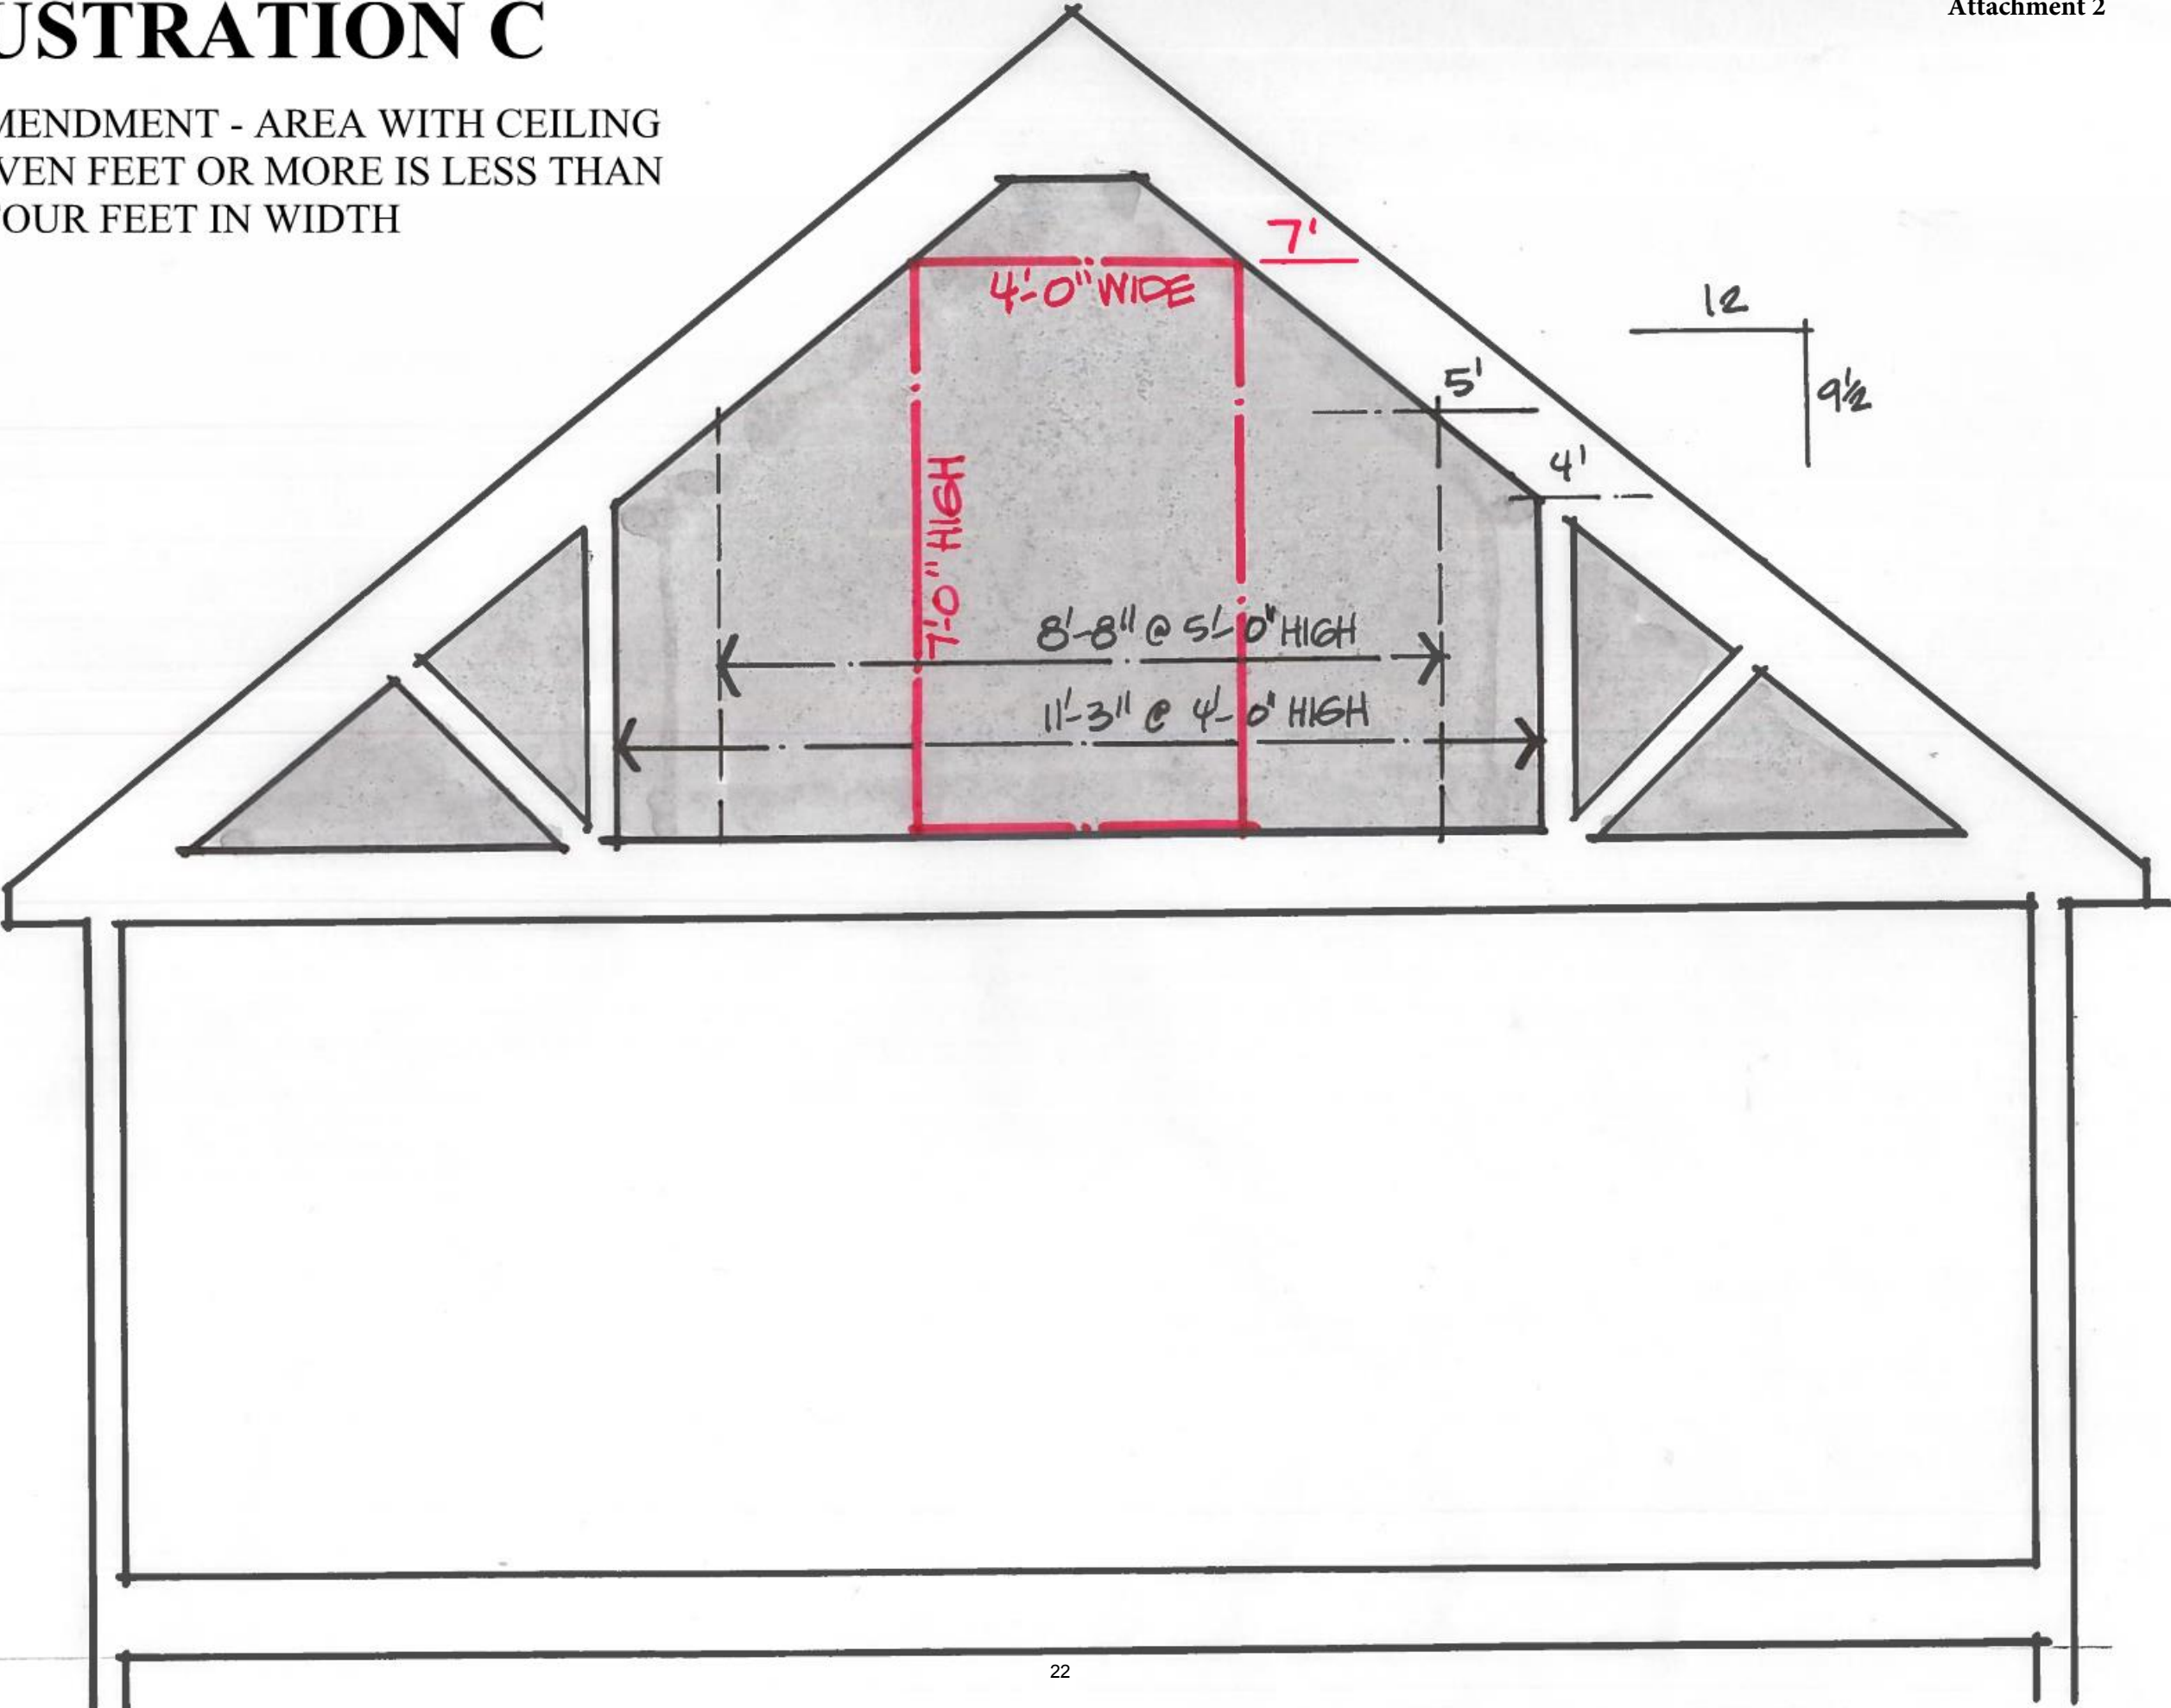 USTRATION C
Attachment 2
MENDMENT - AREA WITH CEILING
VEN FEET OR MORE IS LESS THAN
OUR FEET IN WIDTH
7'
4'-0" WIDE
12
9 1/2
5'
4'
7'-0" HIGH
8'-8" @ 5'-0" HIGH
11'-3" @ 4'-0" HIGH
22